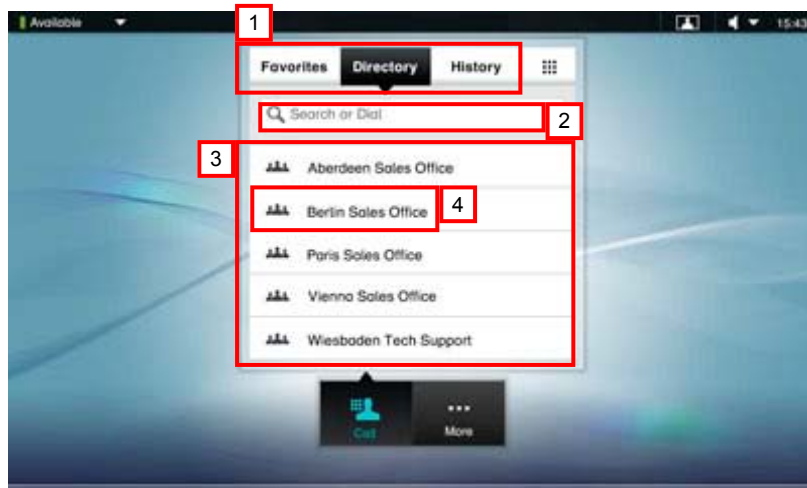 Available
15:43
1
Favorites Directory History
Search or Dial
2
3
Aberdeen Sales Office
Berlin Sales Office
4
Paris Sales Office
Vienna Sales Office
Wiesbaden Tech Support
Call
More